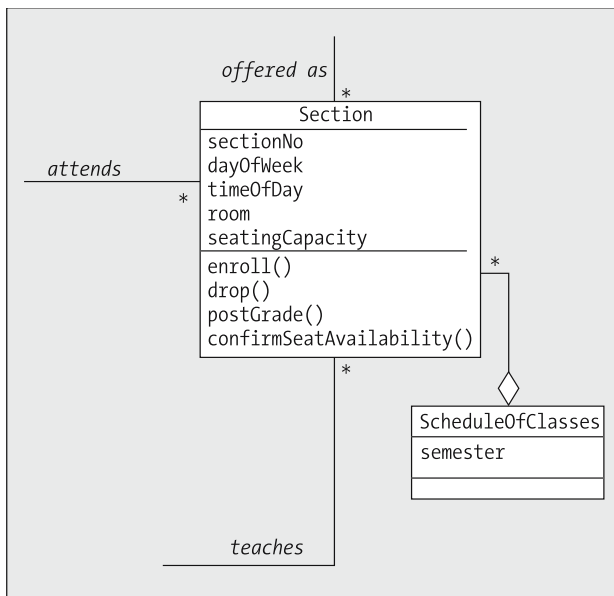 offered as
*
Section
sectionNo
dayOfWeek
timeOfDay
room
seatingCapacity
enroll()
drop()
postGrade()
confirmSeatAvailability()
attends
*
*
*
ScheduleOfClasses
semester
teaches